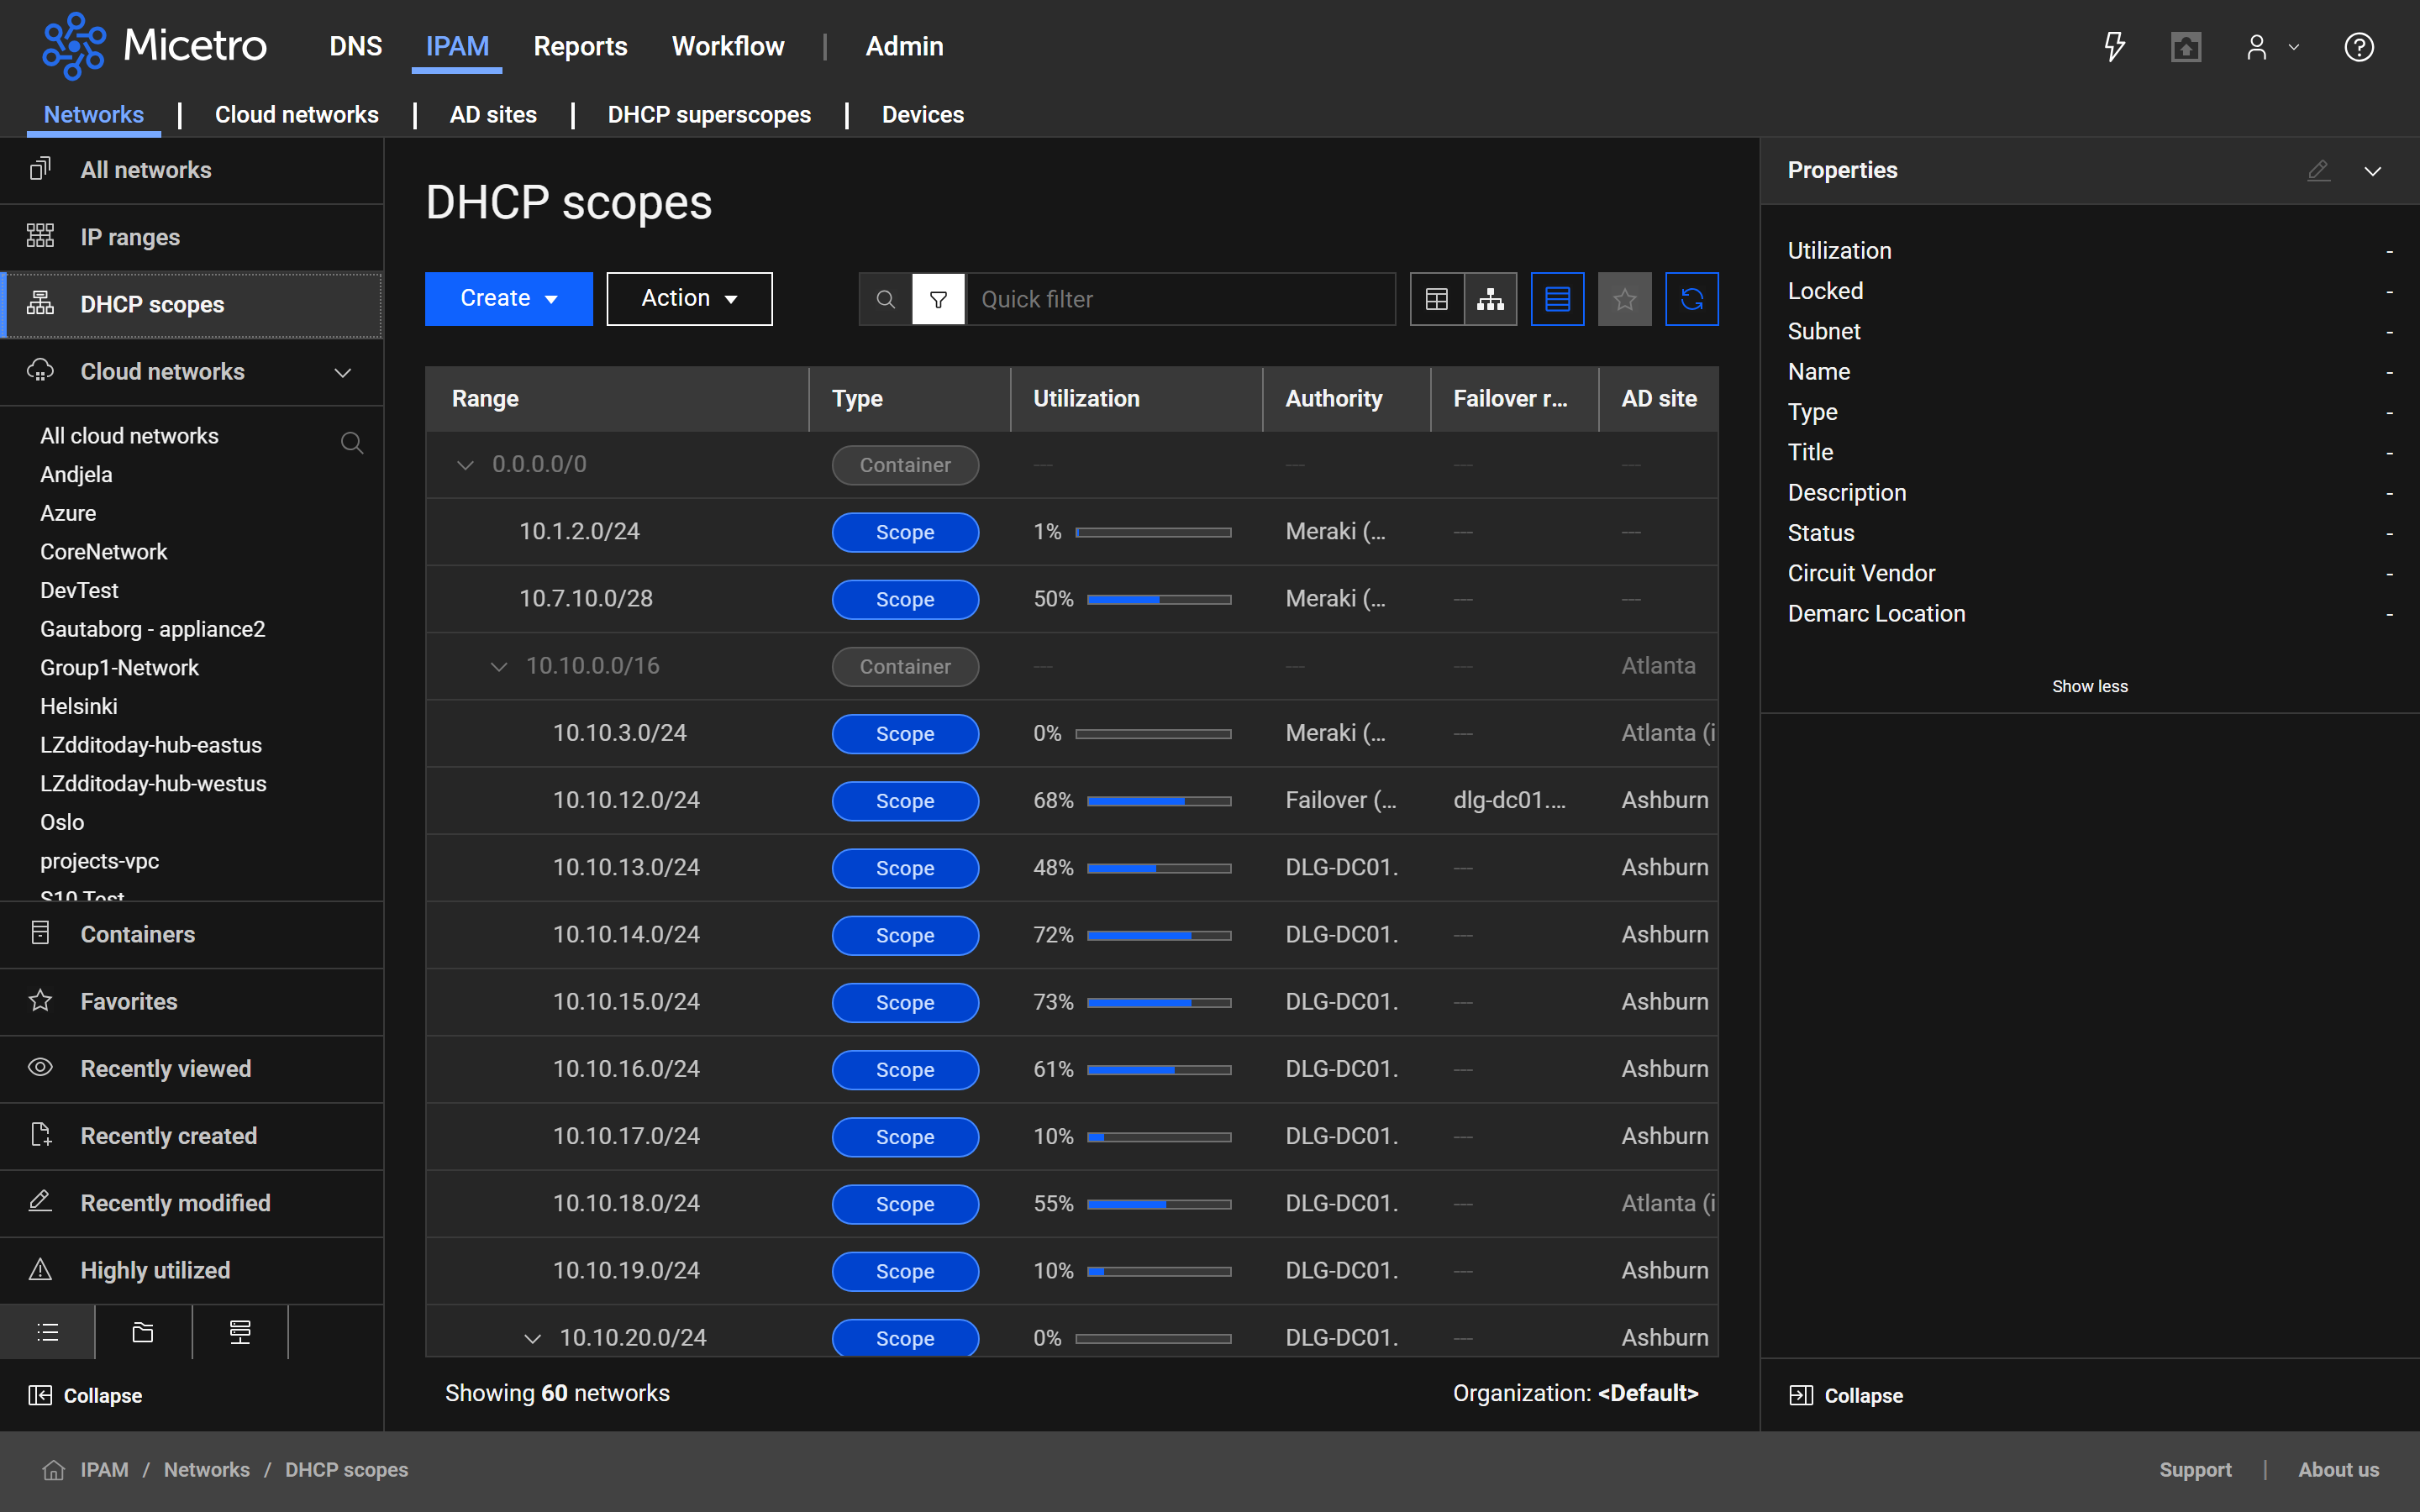 Micetro
DNS
IPAM
Reports
Workflow
|
Admin
Networks | Cloud networks | AD sites | DHCP superscopes | Devices
All networks
IP ranges
DHCP scopes
Cloud networks
All cloud networks
Andjela
Azure
CoreNetwork
DevTest
Gautaborg - appliance2
Group1-Network
Helsinki
LZdditoday-hub-eastus
LZdditoday-hub-westus
Oslo
projects-vpc
S10 Test
Containers
Favorites
Recently viewed
Recently created
Recently modified
Highly utilized
Collapse
DHCP scopes
Create
Action
Quick filter
Range Type Utilization Authority Failover r... AD site
0.0.0.0/0 Container --- --- --- ---
10.1.2.0/24 Scope 1% Meraki (... --- ---
10.7.10.0/28 Scope 50% Meraki (... --- ---
10.10.0.0/16 Container --- --- --- Atlanta
10.10.3.0/24 Scope 0% Meraki (... --- Atlanta (i
10.10.12.0/24 Scope 68% Failover (... dlg-dc01.... Ashburn
10.10.13.0/24 Scope 48% DLG-DC01. --- Ashburn
10.10.14.0/24 Scope 72% DLG-DC01. --- Ashburn
10.10.15.0/24 Scope 73% DLG-DC01. --- Ashburn
10.10.16.0/24 Scope 61% DLG-DC01. --- Ashburn
10.10.17.0/24 Scope 10% DLG-DC01. --- Ashburn
10.10.18.0/24 Scope 55% DLG-DC01. --- Atlanta (i
10.10.19.0/24 Scope 10% DLG-DC01. --- Ashburn
10.10.20.0/24 Scope 0% DLG-DC01. Ashburn
Showing 60 networks
Organization: <Default>
Properties
Utilization -
Locked -
Subnet -
Name -
Type -
Title -
Description -
Status -
Circuit Vendor -
Demarc Location -
Show less
Collapse
IPAM / Networks / DHCP scopes
Support | About us